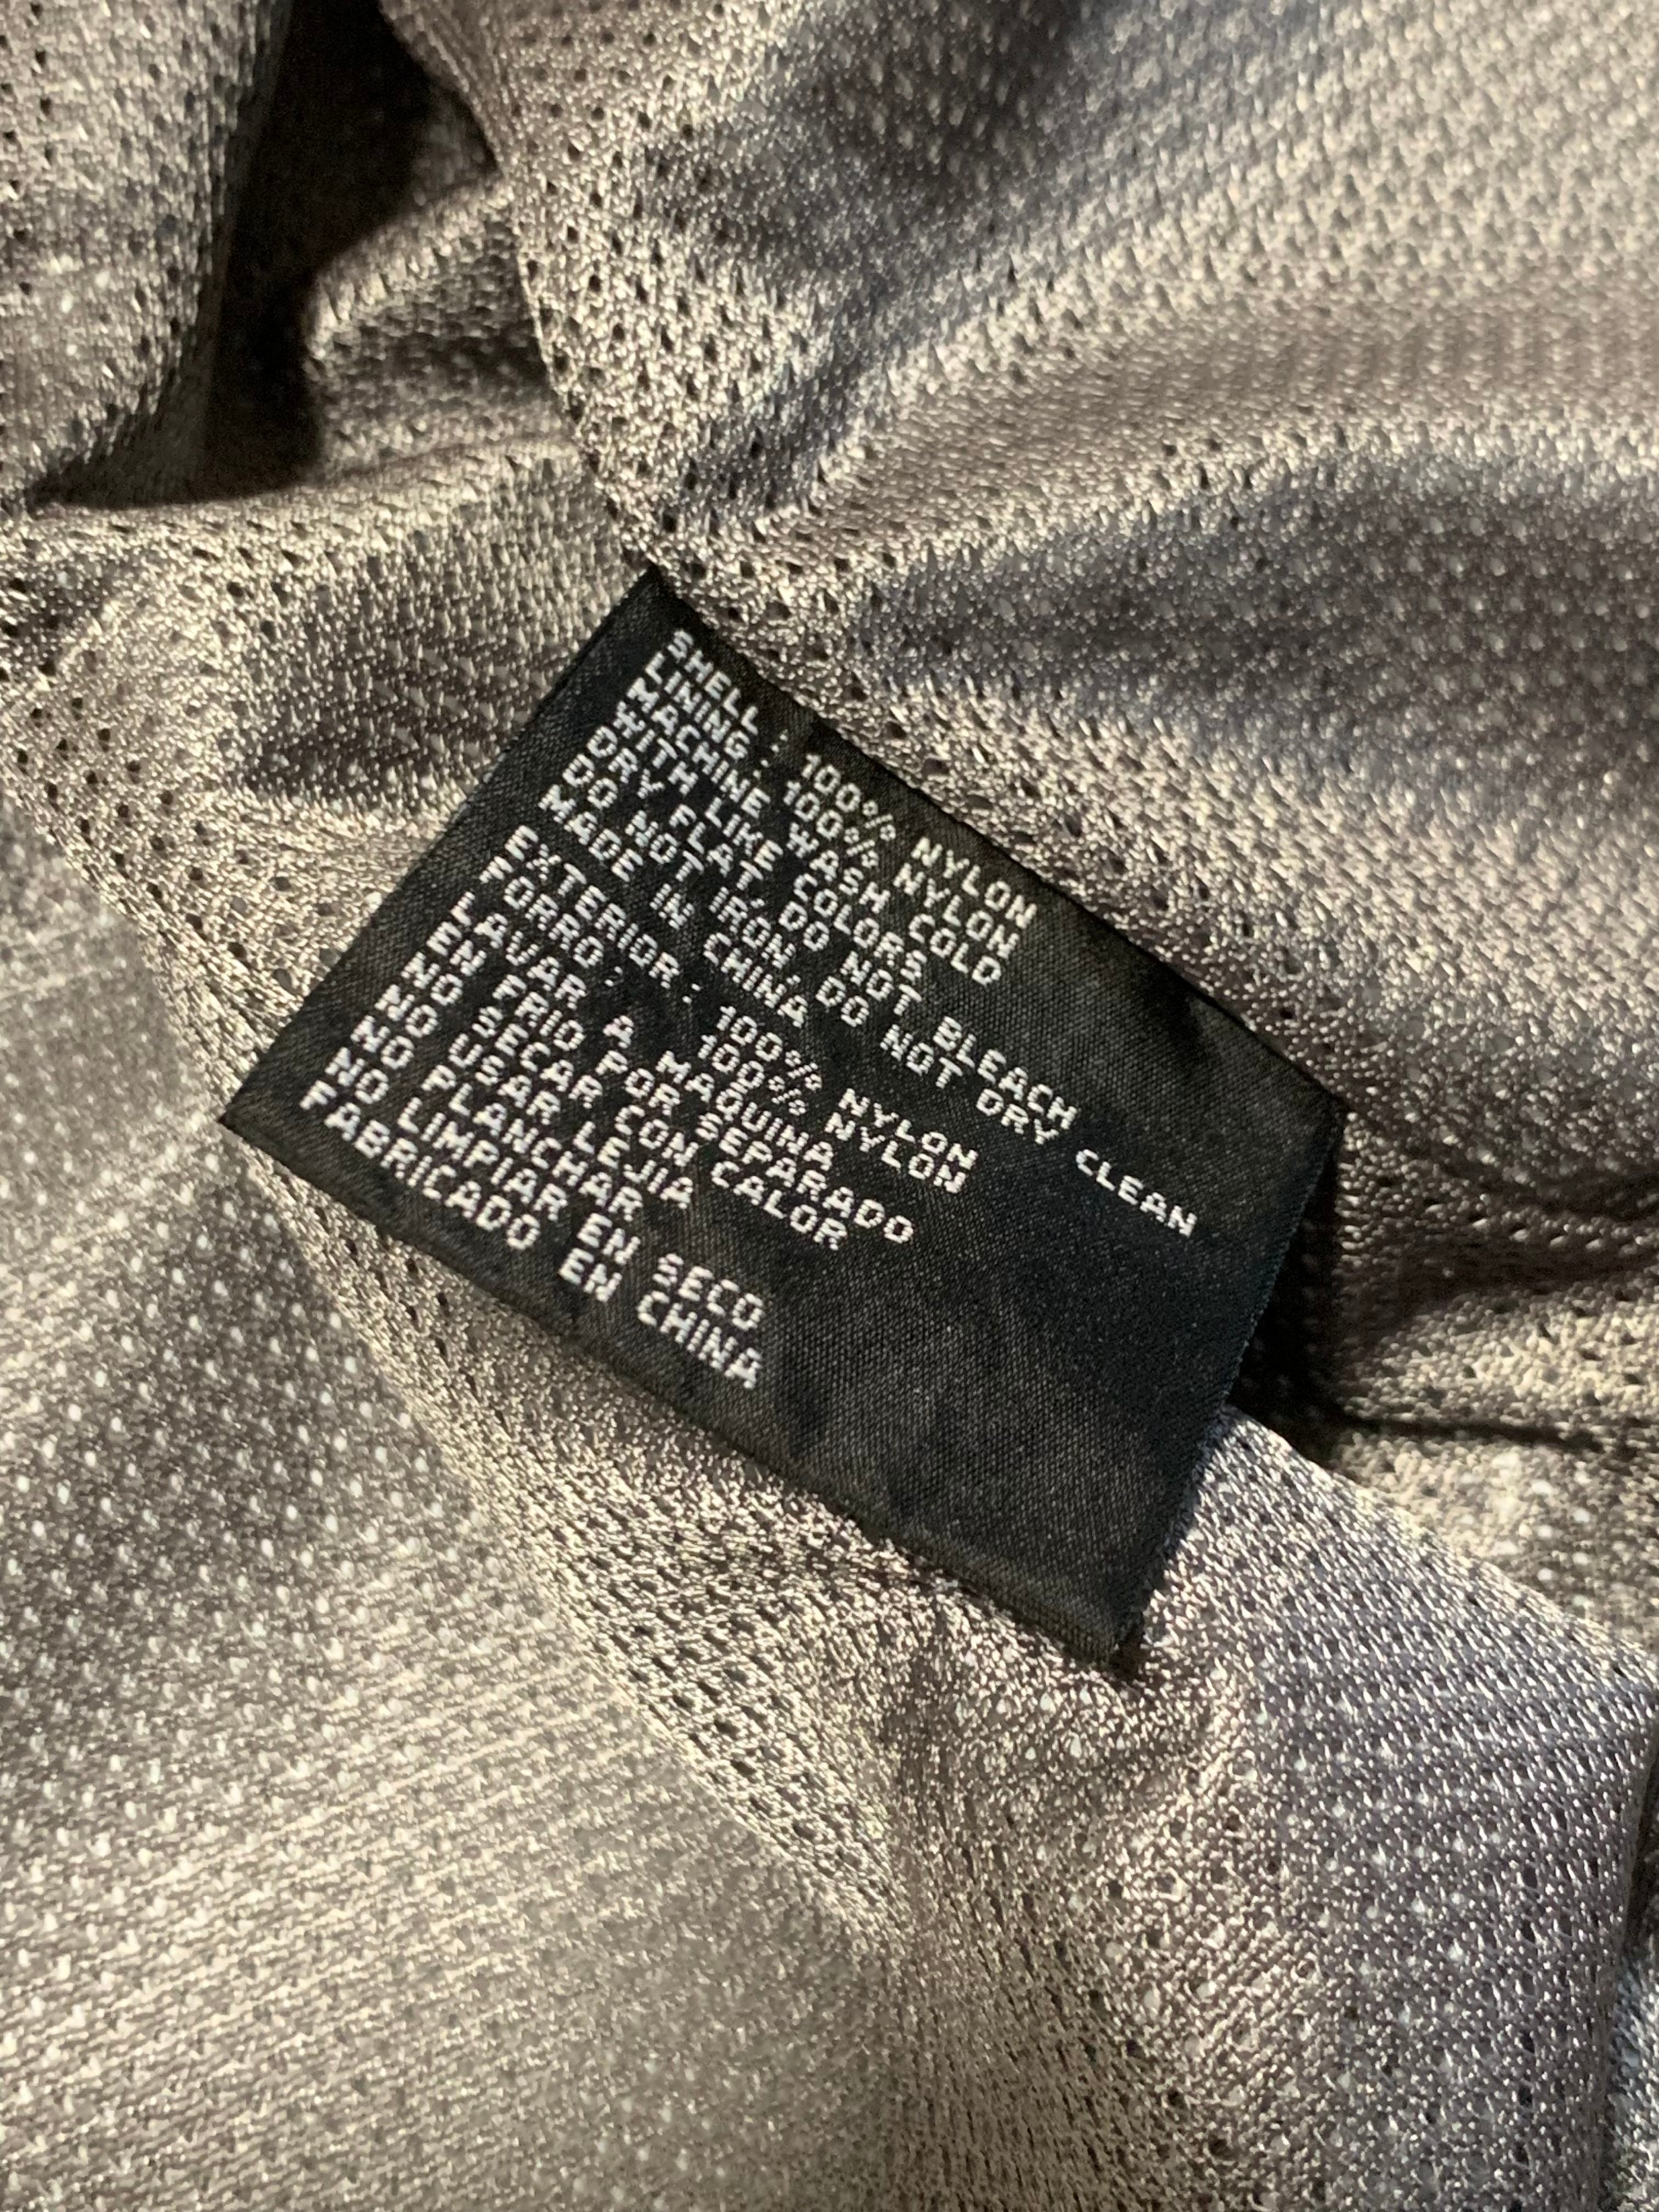 SHELL : 100% NYLON
LINING : 100% NYLON
MACHINE WASH COLD
WITH LIKE COLORS
DRY FLAT, DO NOT BLEACH
DO NOT IRON, DO NOT DRY CLEAN
MADE IN CHINA
EXTERIOR : 100% NYLON
FORRO : 100% NYLON
LAVAR A MAQUINA
EN FRIO POR SEPARADO
NO SECAR CON CALOR
NO USAR LEJIA
NO PLANCHAR
NO LIMPIAR EN SECO
FABRICADO EN CHINA